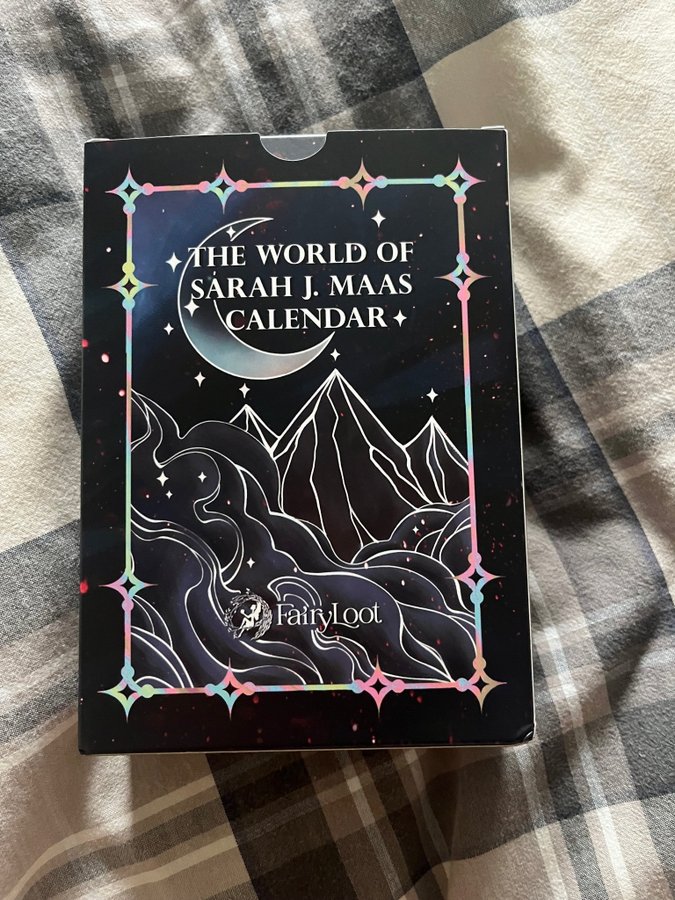 THE WORLD OF
SARAH J. MAAS
CALENDAR
FairyLoot